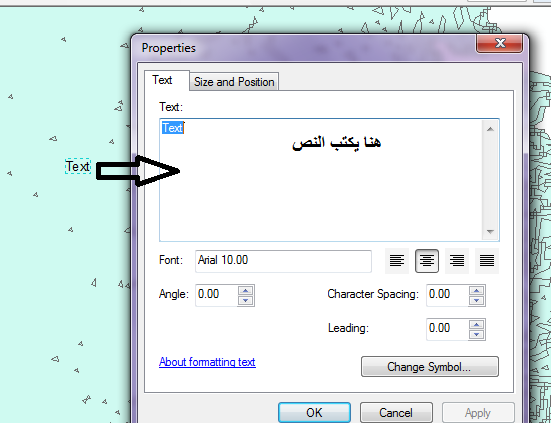 Properties
Text
Size and Position
Text:
Text
هنا يكتب النص
Text
Font:
Arial 10.00
Angle:
0.00
Character Spacing:
0.00
Leading:
0.00
About formatting text
Change Symbol...
OK
Cancel
Apply